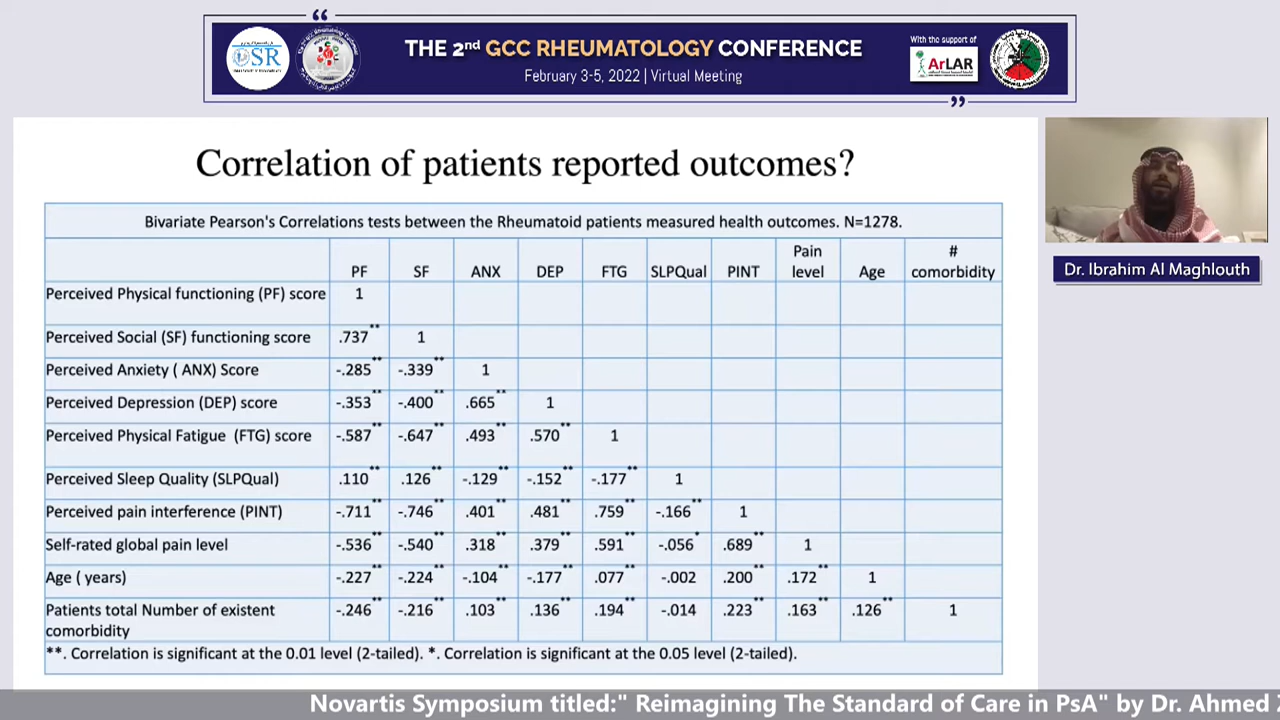 “
THE 2nd GCC RHEUMATOLOGY CONFERENCE
February 3-5, 2022 | Virtual Meeting
OSR
With the support of
ArLAR
”
Correlation of patients reported outcomes?
Bivariate Pearson's Correlations tests between the Rheumatoid patients measured health outcomes. N=1278.
PF SF ANX DEP FTG SLPQual PINT Pain level Age # comorbidity
Perceived Physical functioning (PF) score 1
Perceived Social (SF) functioning score .737** 1
Perceived Anxiety ( ANX) Score -.285** -.339** 1
Perceived Depression (DEP) score -.353** -.400** .665** 1
Perceived Physical Fatigue (FTG) score -.587** -.647** .493** .570** 1
Perceived Sleep Quality (SLPQual) .110** .126** -.129** -.152** -.177** 1
Perceived pain interference (PINT) -.711** -.746** .401** .481** .759** -.166** 1
Self-rated global pain level -.536** -.540** .318** .379** .591** -.056* .689** 1
Age ( years) -.227** -.224** -.104** -.177** .077** -.002 .200** .172** 1
Patients total Number of existent comorbidity -.246** -.216** .103** .136** .194** -.014 .223** .163** .126** 1
**. Correlation is significant at the 0.01 level (2-tailed). *. Correlation is significant at the 0.05 level (2-tailed).
Dr. Ibrahim Al Maghlouth
Novartis Symposium titled:" Reimagining The Standard of Care in PsA" by Dr. Ahmed